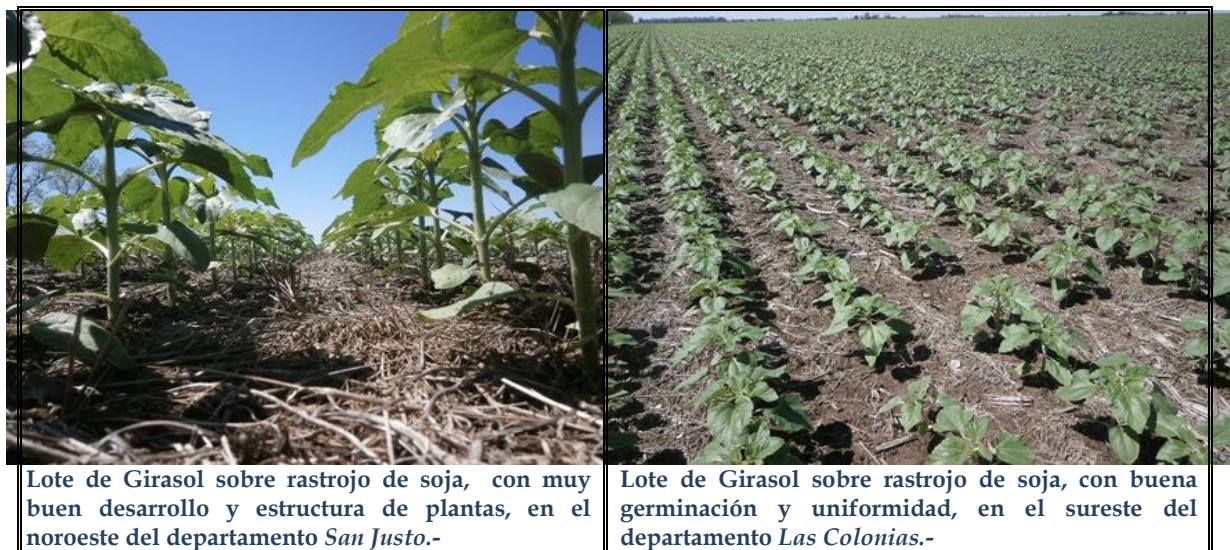 Lote de Girasol sobre rastrojo de soja, con muy
buen desarrollo y estructura de plantas, en el
noroeste del departamento San Justo.-
Lote de Girasol sobre rastrojo de soja, con buena
germinación y uniformidad, en el sureste del
departamento Las Colonias.-